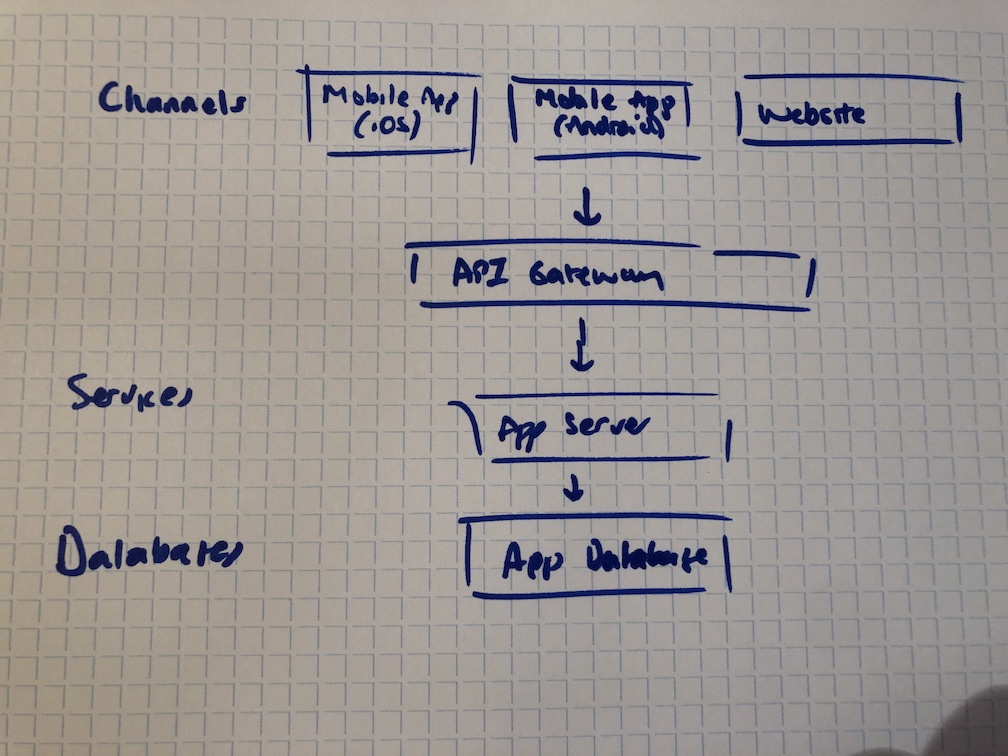 Channels
Mobile App
(iOS)
Mobile App
(Android)
Website
API Gateway
Services
App Server
Databases
App Database